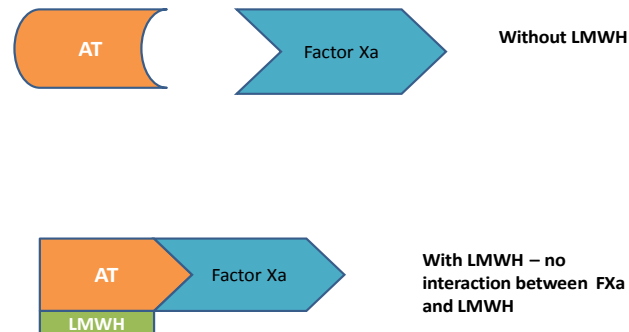 AT
Factor Xa
Without LMWH
AT
Factor Xa
LMWH
With LMWH – no
interaction between FXa
and LMWH